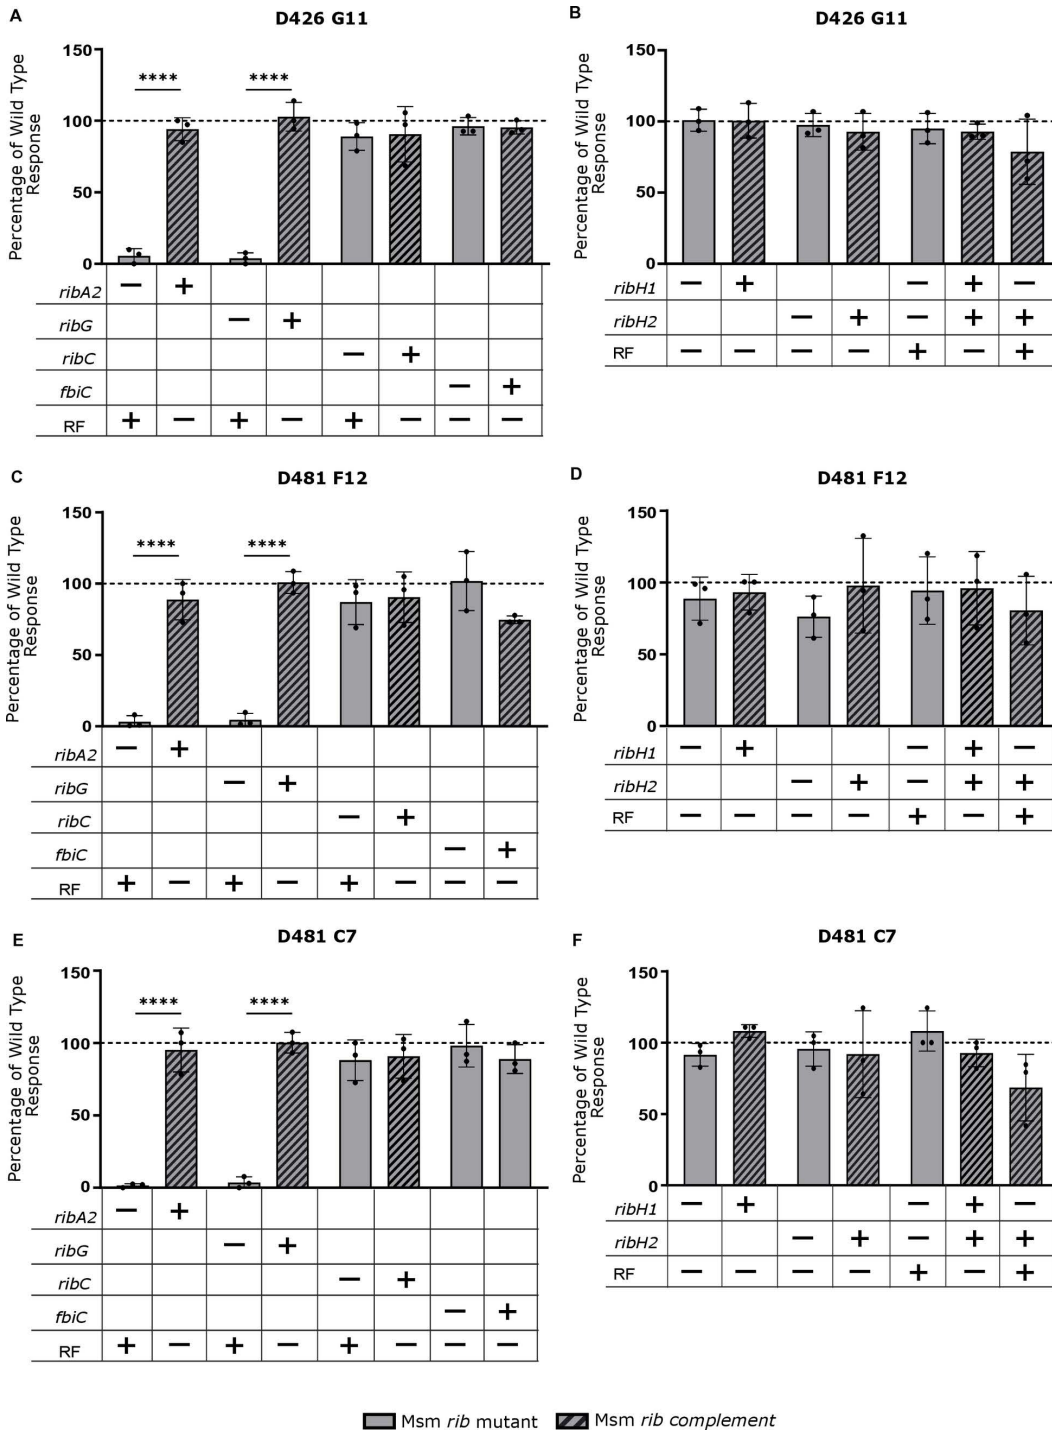 A
D426 G11
Percentage of Wild Type
Response
150
100
50
0
****
****
ribA2 — +
ribG — +
ribC — +
fbiC — +
RF + — + — + — — —
B
D426 G11
Percentage of Wild Type
Response
150
100
50
0
ribH1 — + — + —
ribH2 — + — + +
RF — — — — + — +
C
D481 F12
Percentage of Wild Type
Response
150
100
50
0
****
****
ribA2 — +
ribG — +
ribC — +
fbiC — +
RF + — + — + — — —
D
D481 F12
Percentage of Wild Type
Response
150
100
50
0
ribH1 — + — + —
ribH2 — + — + +
RF — — — — + — +
E
D481 C7
Percentage of Wild Type
Response
150
100
50
0
****
****
ribA2 — +
ribG — +
ribC — +
fbiC — +
RF + — + — + — — —
F
D481 C7
Percentage of Wild Type
Response
150
100
50
0
ribH1 — + — + —
ribH2 — + — + +
RF — — — — + — +
Msm rib mutant
Msm rib complement